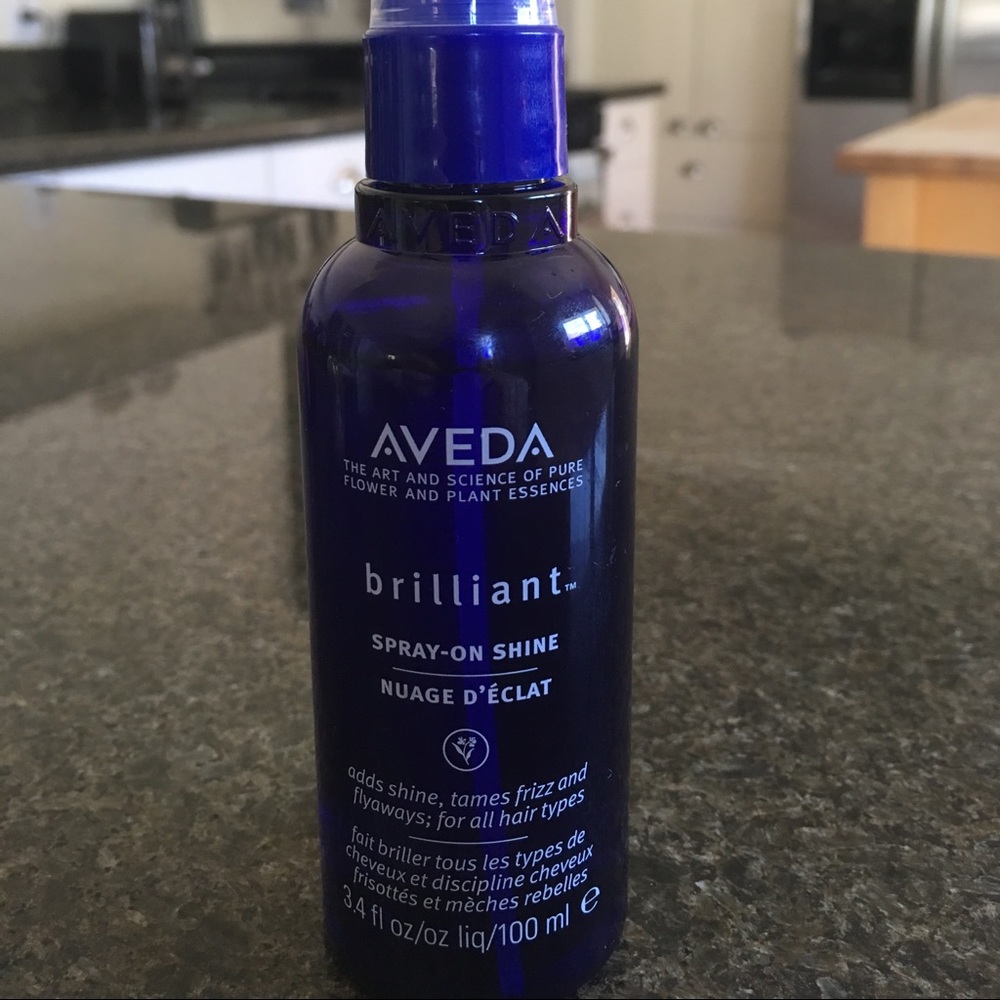 AVEDA
AVEDA
THE ART AND SCIENCE OF PURE
FLOWER AND PLANT ESSENCES
brilliant™
SPRAY-ON SHINE
NUAGE D'ÉCLAT
adds shine, tames frizz and
flyaways; for all hair types
fait briller tous les types de
cheveux et discipline cheveux
frisottés et mèches rebelles
3.4 fl oz/oz liq/100 ml ℮